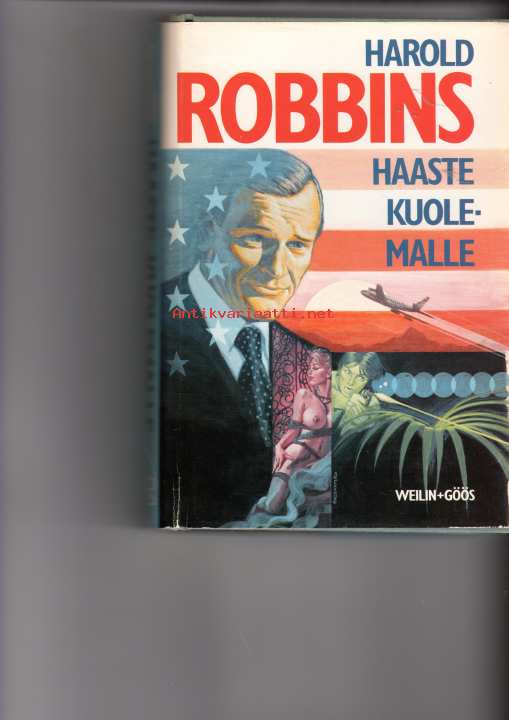 HAROLD
ROBBINS
HAASTE
KUOLE-
MALLE
Antikvariaatti.net
WEILIN+GÖÖS